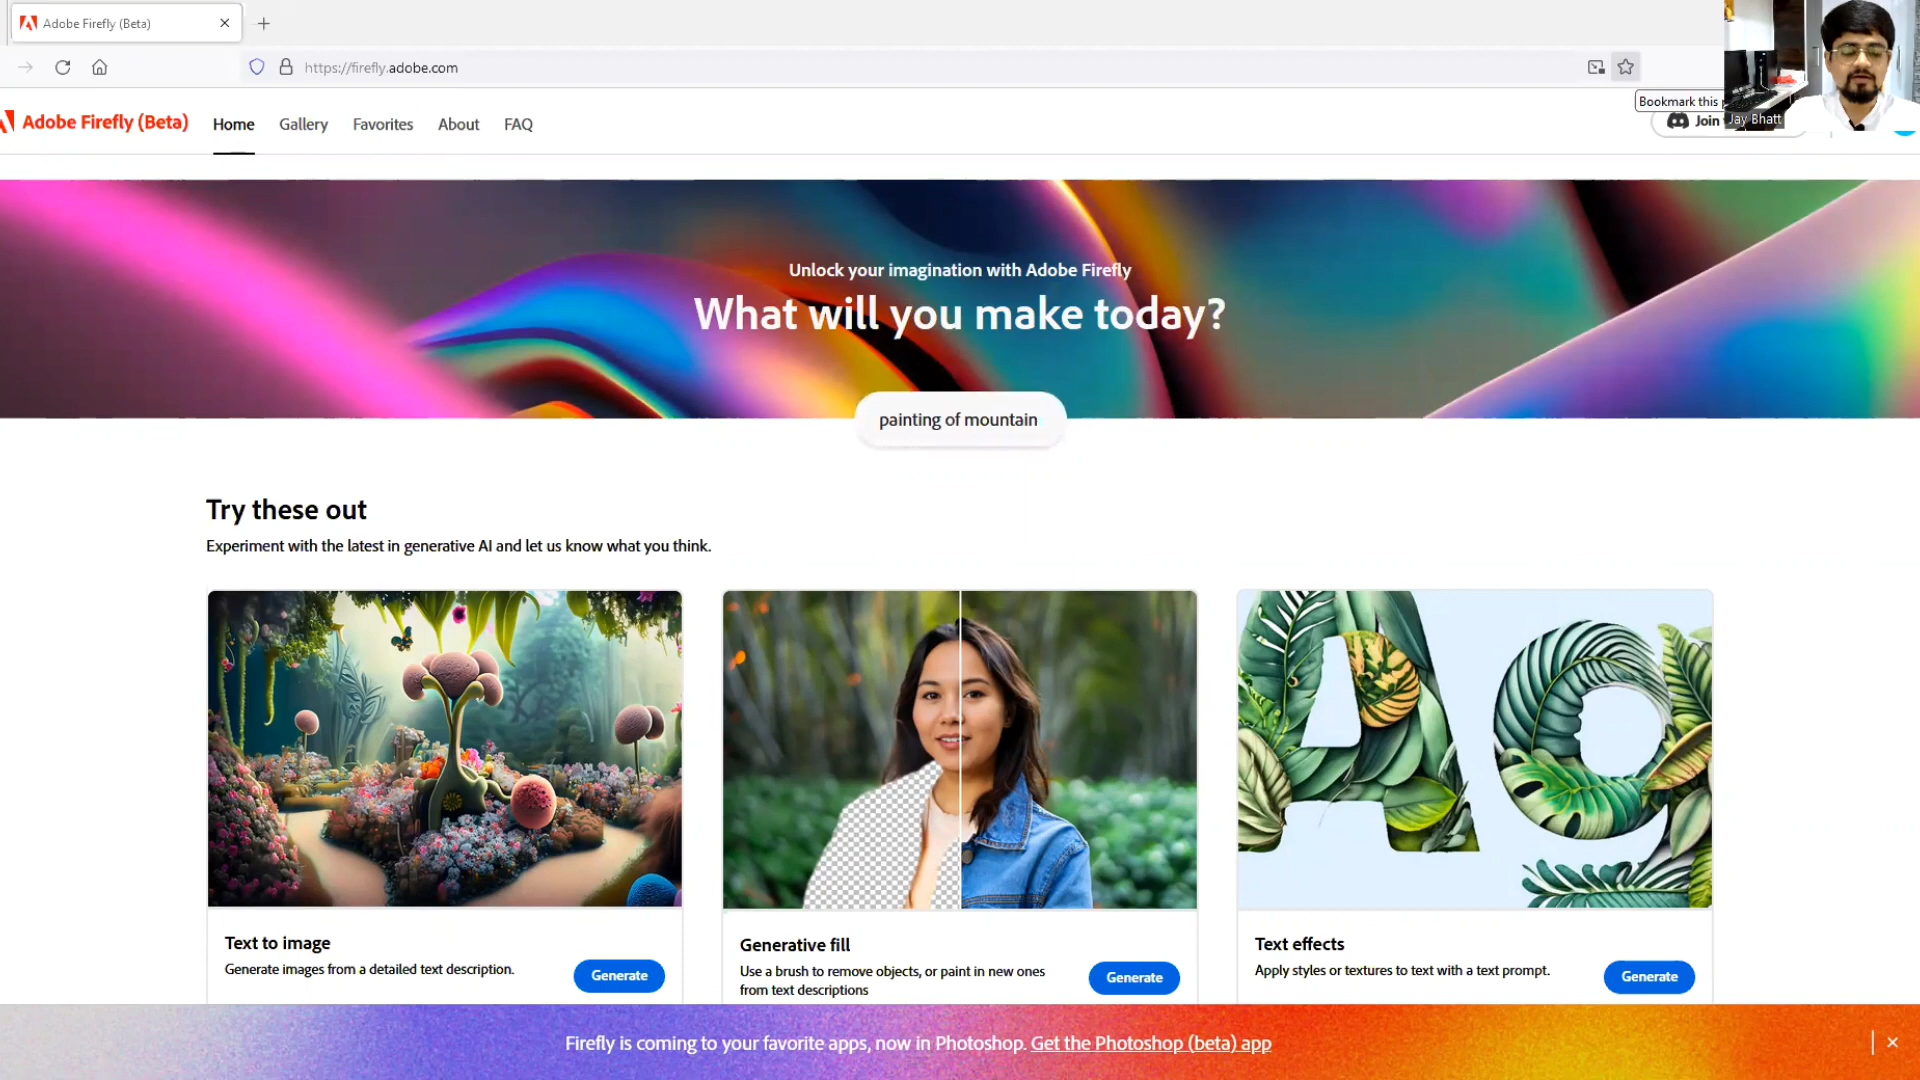 Adobe Firefly (Beta)
https://firefly.adobe.com
Bookmark this
Adobe Firefly (Beta)
Home
Gallery
Favorites
About
FAQ
Join
Jay Bhatt
Unlock your imagination with Adobe Firefly
What will you make today?
painting of mountain
Try these out
Experiment with the latest in generative AI and let us know what you think.
Ag
Text to image
Generate images from a detailed text description.
Generate
Generative fill
Use a brush to remove objects, or paint in new ones
from text descriptions
Generate
Text effects
Apply styles or textures to text with a text prompt.
Generate
Firefly is coming to your favorite apps, now in Photoshop. Get the Photoshop (beta) app